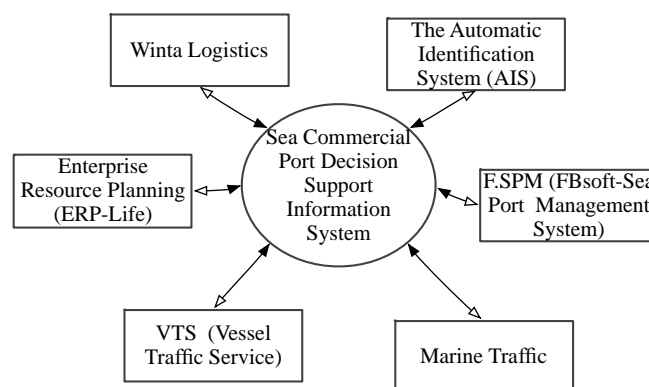 Winta Logistics
The Automatic
Identification
System (AIS)
Sea Commercial
Port Decision
Support
Information
System
Enterprise
Resource Planning
(ERP-Life)
F.SPM (FBsoft-Sea
Port Management
System)
VTS (Vessel
Traffic Service)
Marine Traffic